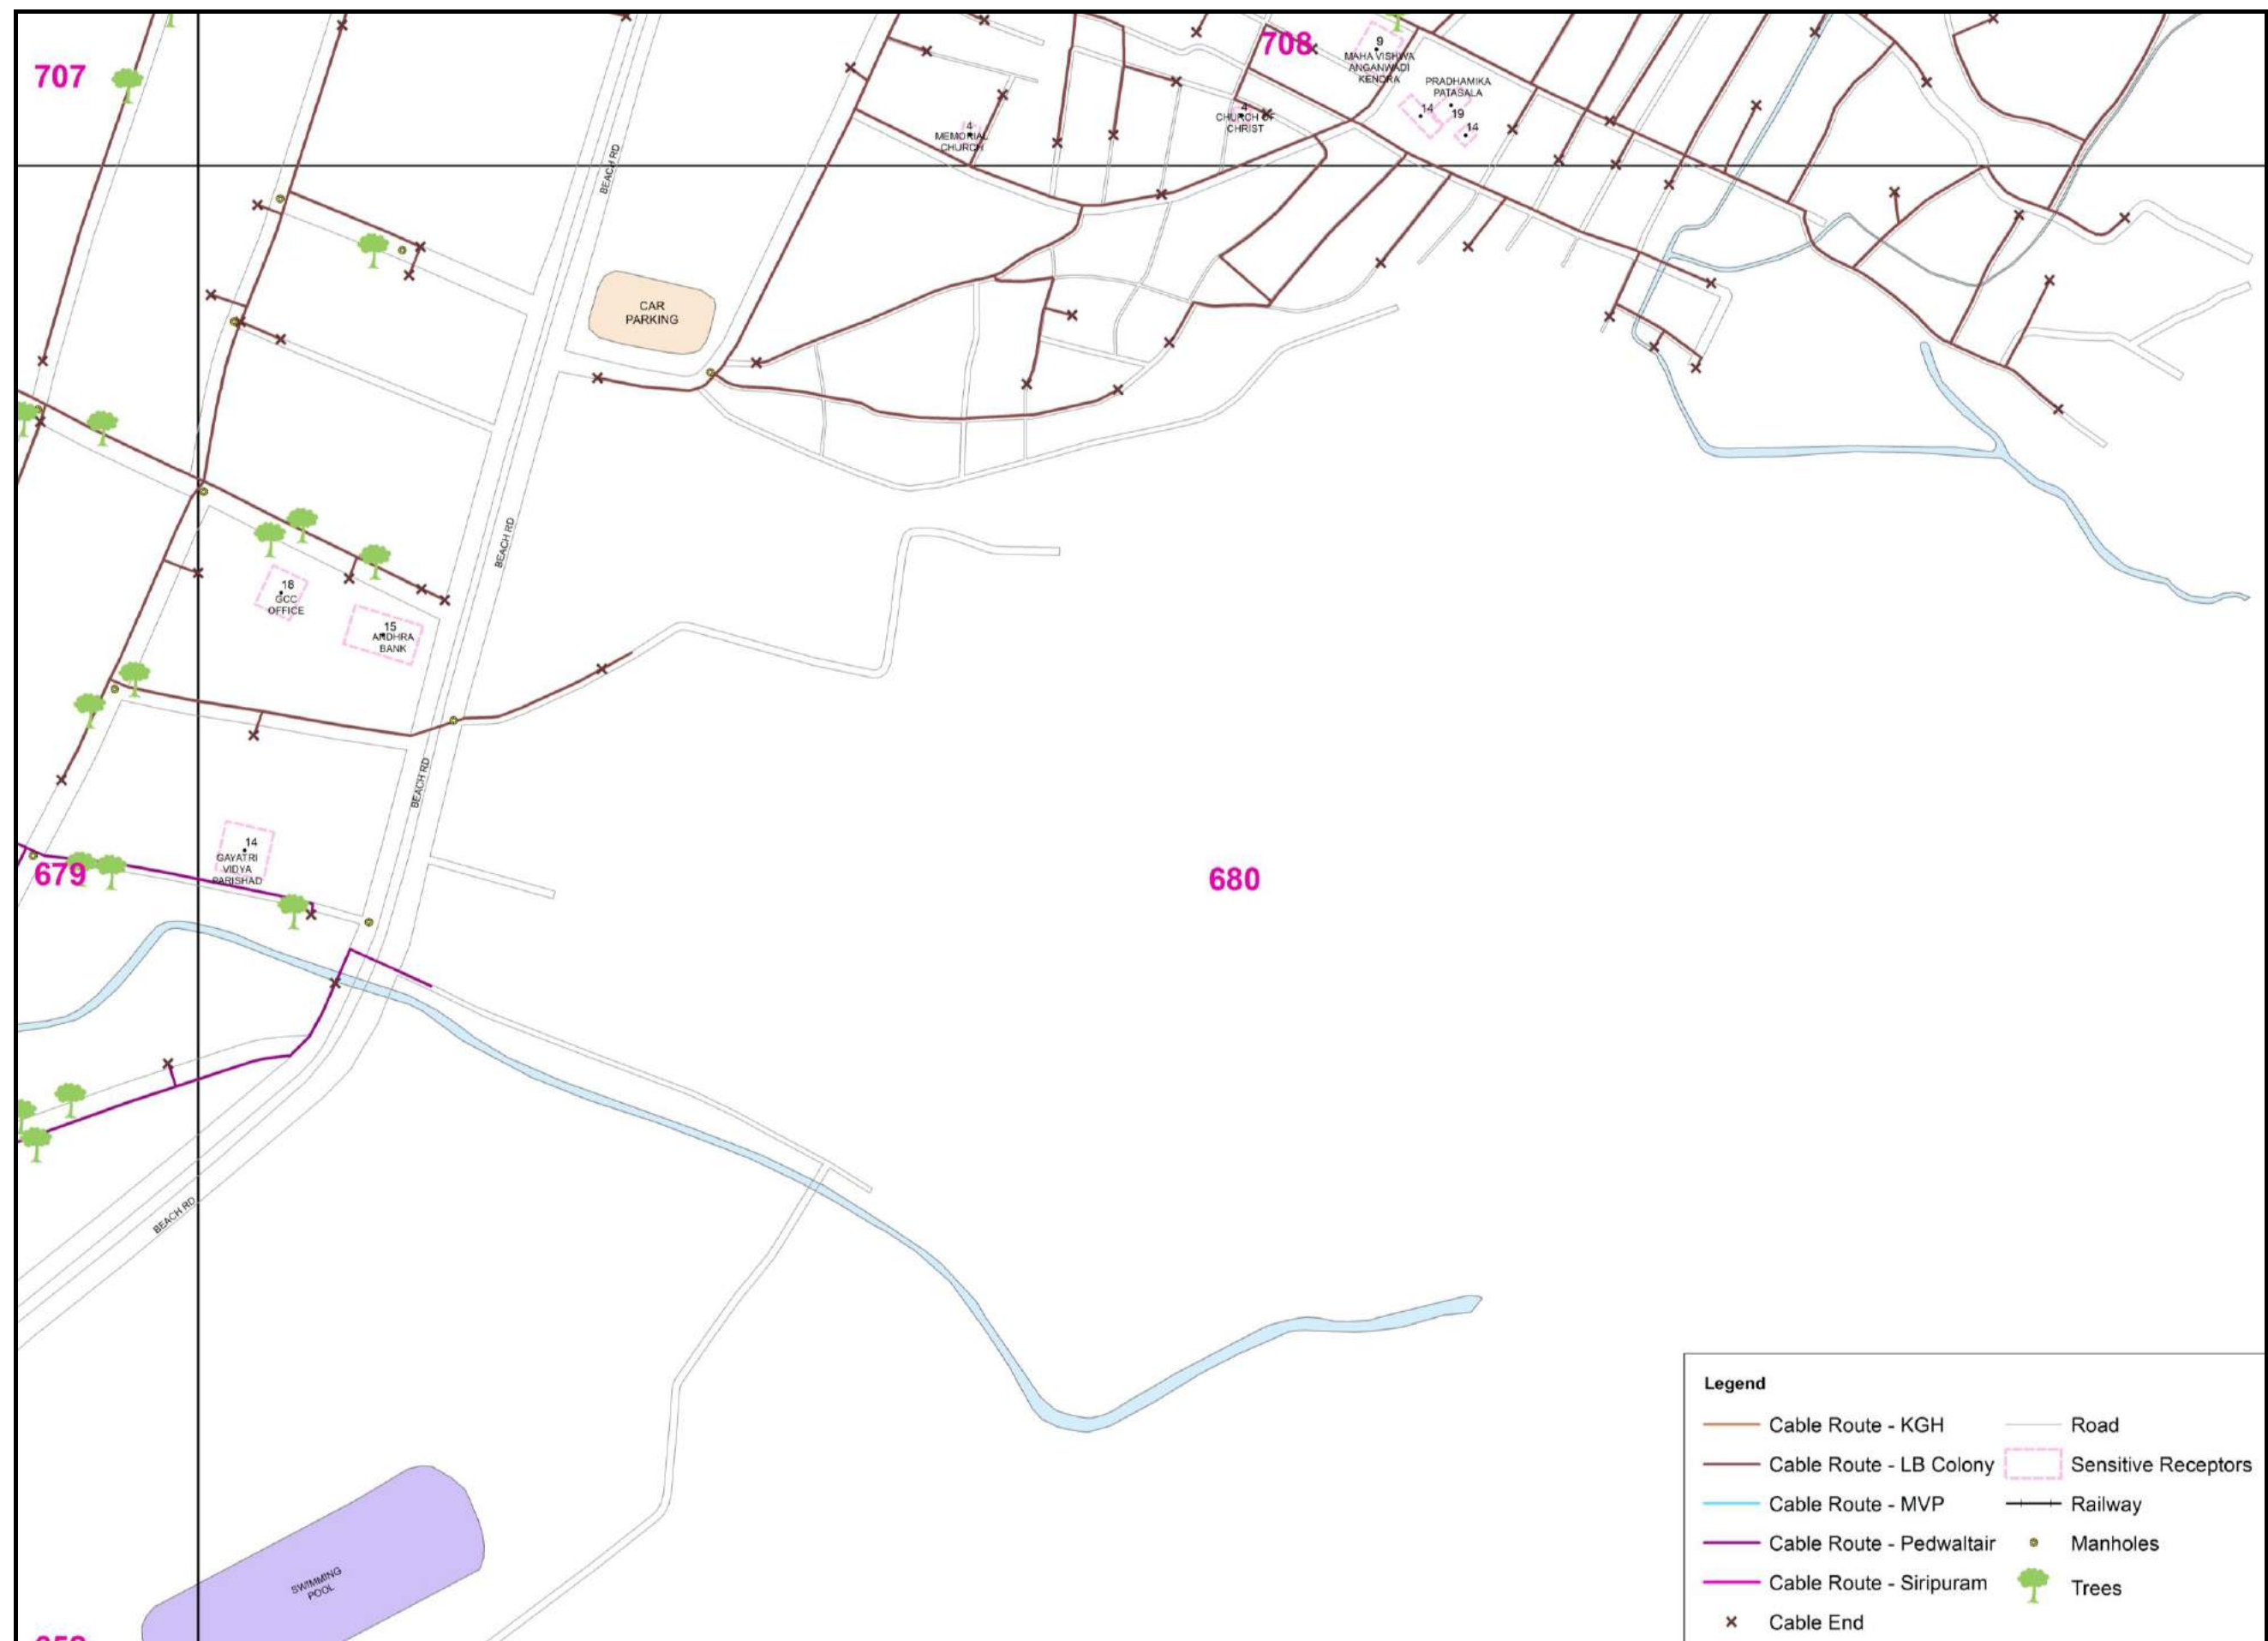 707
708
9
MAHA VISHWA
ANGANWADI
KENDRA
PRADHAMIKA
PATASALA
14
19
14
4
MEMORIAL
CHURCH
4
CHURCH OF
CHRIST
BEACH RD
CAR
PARKING
BEACH RD
18
GCC
OFFICE
15
ANDHRA
BANK
BEACH RD
14
GAYATRI
VIDYA
PARISHAD
679
680
BEACH RD
SWIMMING
POOL
Legend
Cable Route - KGH
Road
Cable Route - LB Colony
Sensitive Receptors
Cable Route - MVP
Railway
Cable Route - Pedwaltair
Manholes
Cable Route - Siripuram
Trees
Cable End